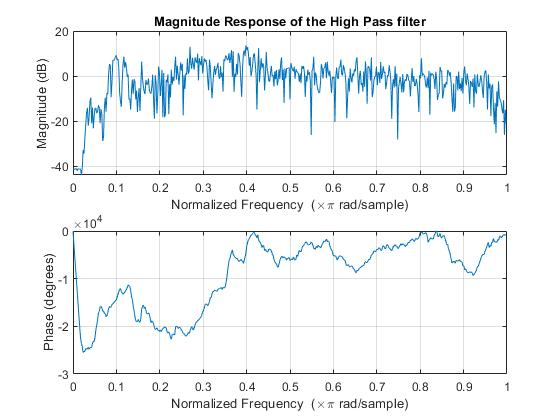 Magnitude Response of the High Pass filter
20
0
-20
-40
Magnitude (dB)
0 0.1 0.2 0.3 0.4 0.5 0.6 0.7 0.8 0.9 1
Normalized Frequency (×π rad/sample)
×10⁴
0
-1
-2
-3
Phase (degrees)
0 0.1 0.2 0.3 0.4 0.5 0.6 0.7 0.8 0.9 1
Normalized Frequency (×π rad/sample)